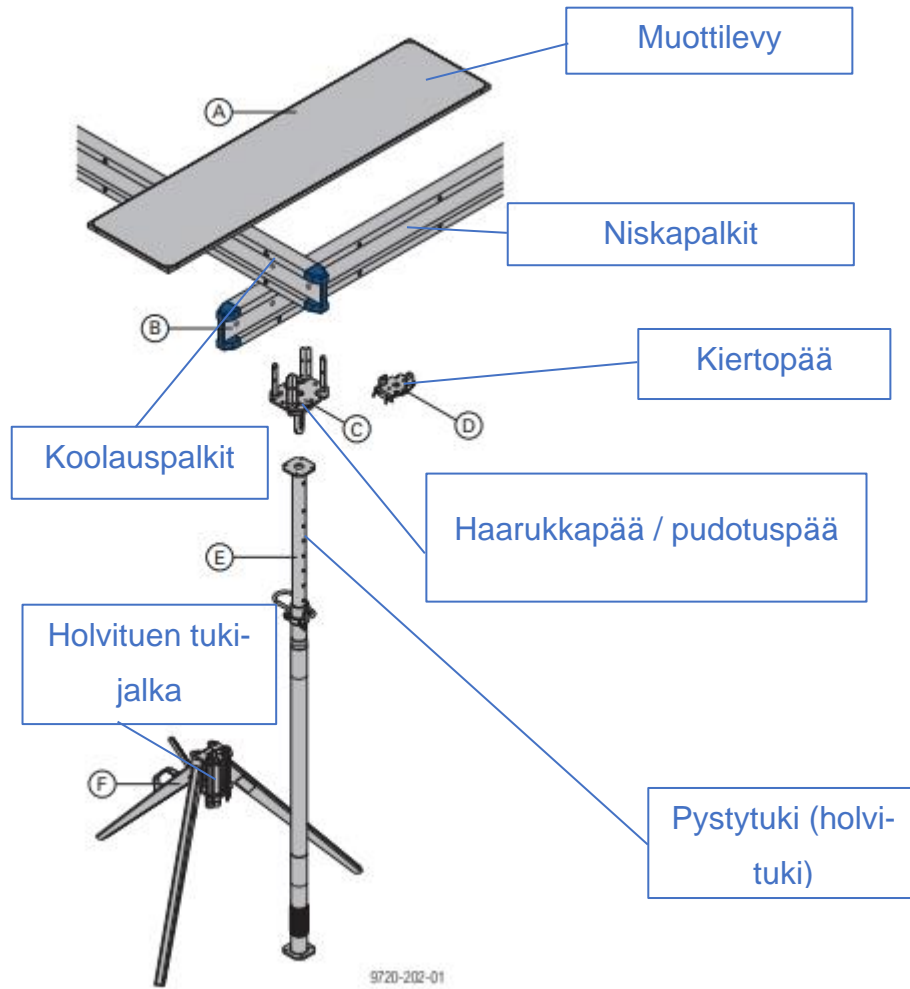 Muottilevy
A
Niskapalkit
B
Kiertopää
C
D
Koolauspalkit
Haarukkapää / pudotuspää
E
Holvituen tuki-
jalka
F
Pystytuki (holvi-
tuki)
9720-202-01